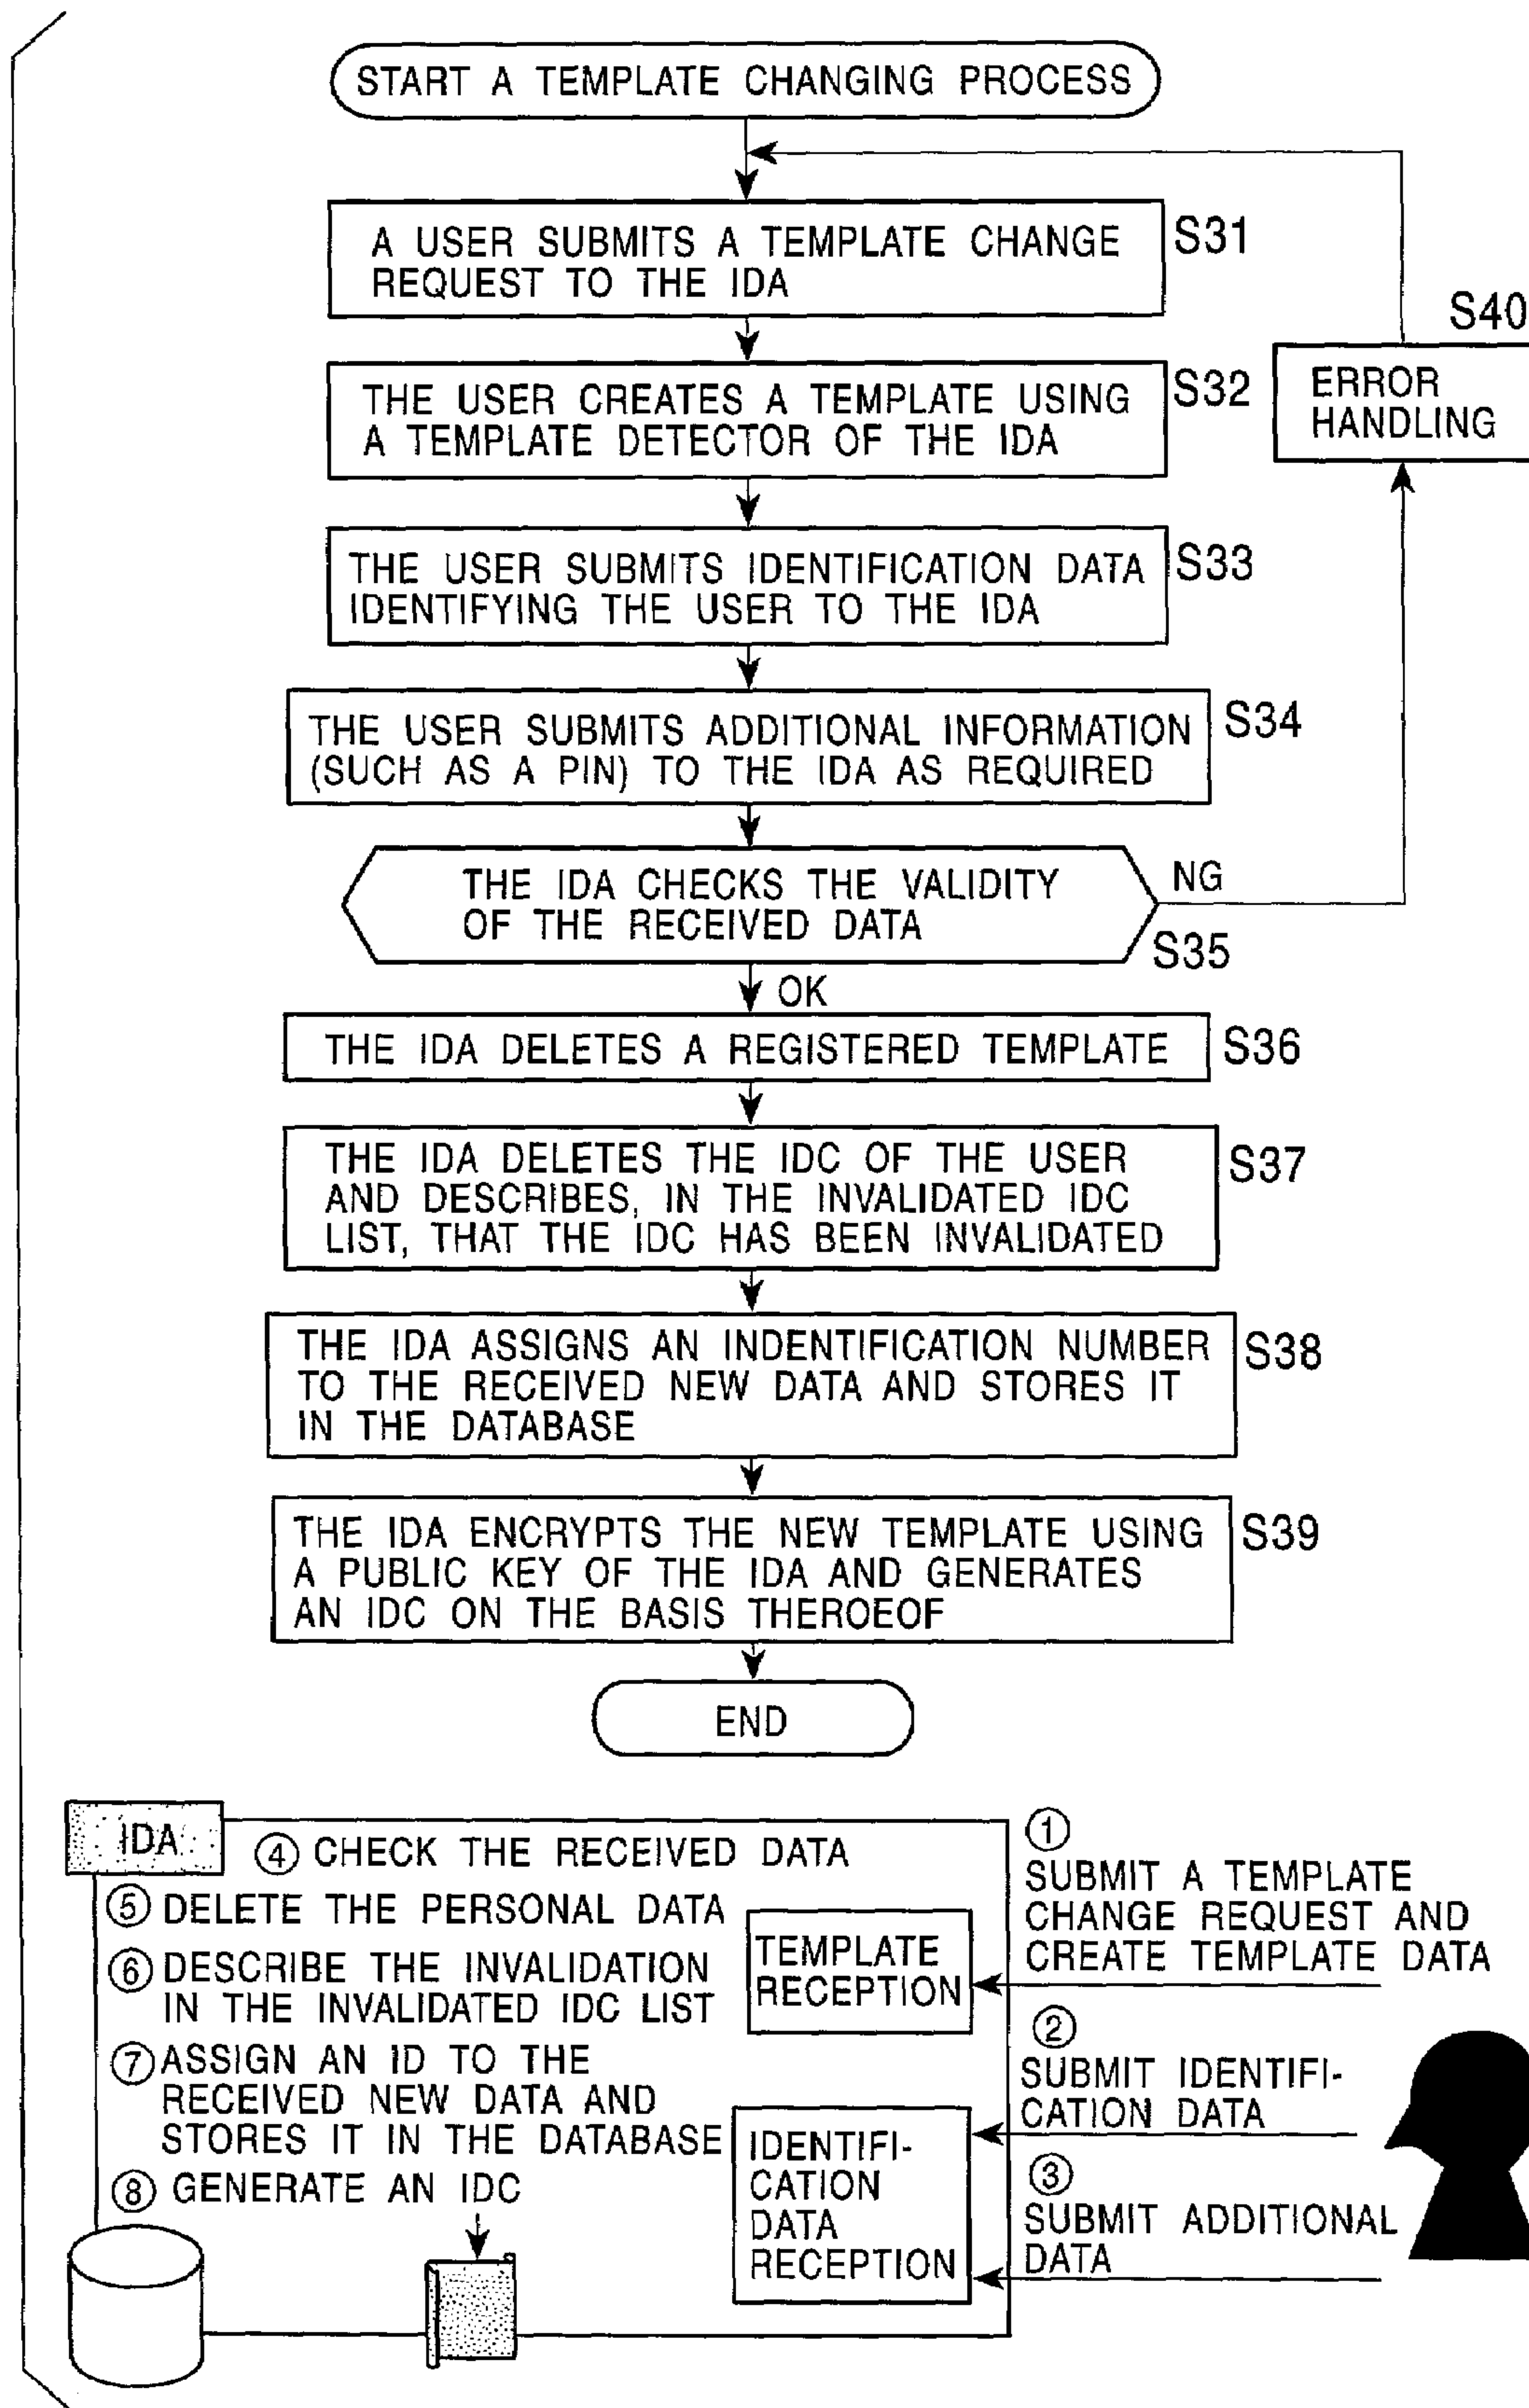 START A TEMPLATE CHANGING PROCESS
A USER SUBMITS A TEMPLATE CHANGE
REQUEST TO THE IDA
S31
S40
ERROR
HANDLING
THE USER CREATES A TEMPLATE USING
A TEMPLATE DETECTOR OF THE IDA
S32
THE USER SUBMITS IDENTIFICATION DATA
IDENTIFYING THE USER TO THE IDA
S33
THE USER SUBMITS ADDITIONAL INFORMATION
(SUCH AS A PIN) TO THE IDA AS REQUIRED
S34
THE IDA CHECKS THE VALIDITY
OF THE RECEIVED DATA
NG
S35
OK
THE IDA DELETES A REGISTERED TEMPLATE
S36
THE IDA DELETES THE IDC OF THE USER
AND DESCRIBES, IN THE INVALIDATED IDC
LIST, THAT THE IDC HAS BEEN INVALIDATED
S37
THE IDA ASSIGNS AN INDENTIFICATION NUMBER
TO THE RECEIVED NEW DATA AND STORES IT
IN THE DATABASE
S38
THE IDA ENCRYPTS THE NEW TEMPLATE USING
A PUBLIC KEY OF THE IDA AND GENERATES
AN IDC ON THE BASIS THEROEOF
S39
END
IDA
④ CHECK THE RECEIVED DATA
⑤ DELETE THE PERSONAL DATA
⑥ DESCRIBE THE INVALIDATION
IN THE INVALIDATED IDC LIST
⑦ ASSIGN AN ID TO THE
RECEIVED NEW DATA AND
STORES IT IN THE DATABASE
⑧ GENERATE AN IDC
TEMPLATE
RECEPTION
IDENTIFI-
CATION
DATA
RECEPTION
①
SUBMIT A TEMPLATE
CHANGE REQUEST AND
CREATE TEMPLATE DATA
②
SUBMIT IDENTIFI-
CATION DATA
③
SUBMIT ADDITIONAL
DATA